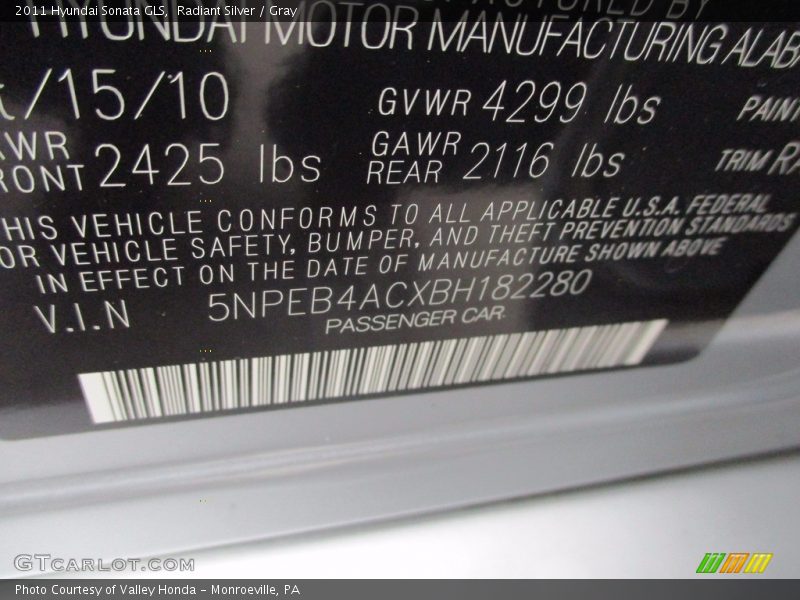 2011 Hyundai Sonata GLS, Radiant Silver / Gray
HYUNDAI MOTOR MANUFACTURING ALABA
/15/10 GVWR 4299 lbs PAINT
WR FRONT 2425 lbs GAWR REAR 2116 lbs TRIM
THIS VEHICLE CONFORMS TO ALL APPLICABLE U.S.A. FEDERAL
OR VEHICLE SAFETY, BUMPER, AND THEFT PREVENTION STANDARDS
IN EFFECT ON THE DATE OF MANUFACTURE SHOWN ABOVE
V.I.N 5NPEB4ACXBH182280
PASSENGER CAR
GTCARLOT.COM
Photo Courtesy of Valley Honda – Monroeville, PA